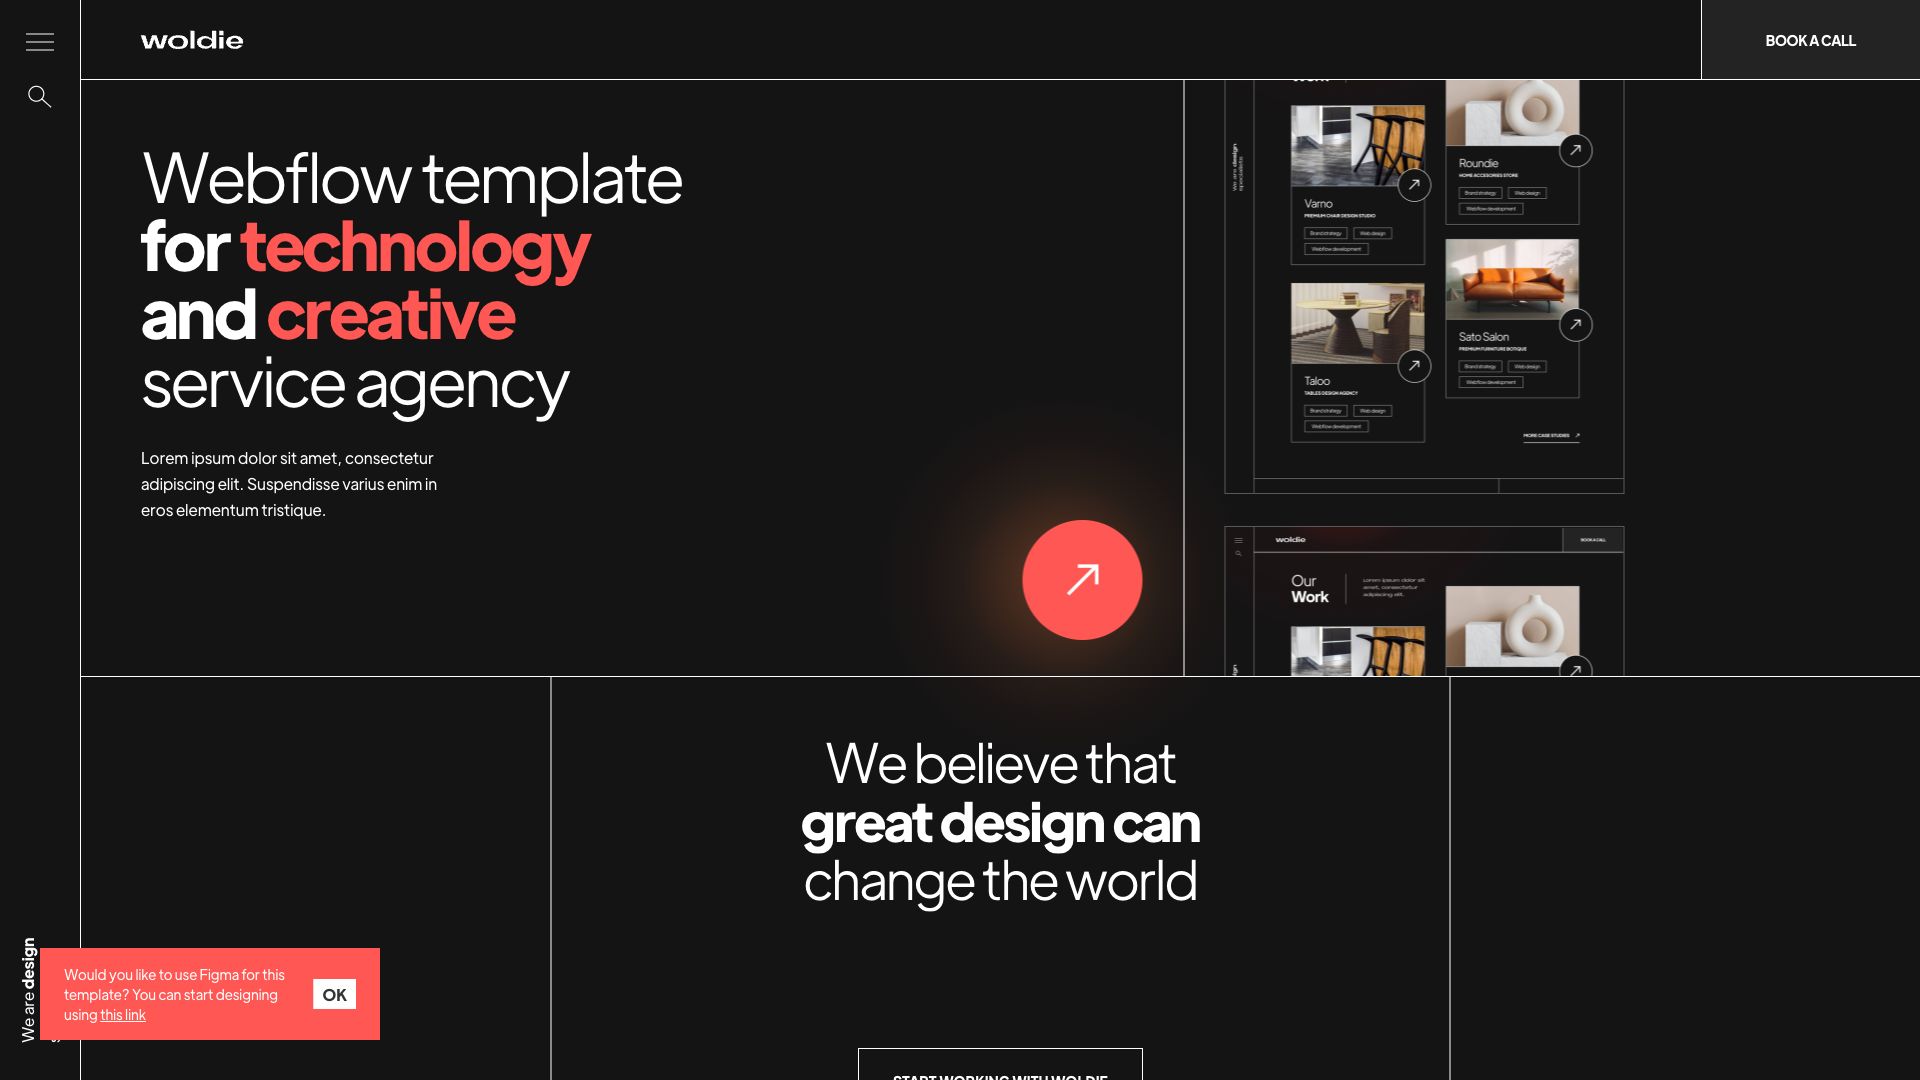 woldie
BOOK A CALL
Webflow template
for technology
and creative
service agency
Lorem ipsum dolor sit amet, consectetur
adipiscing elit. Suspendisse varius enim in
eros elementum tristique.
We are design
specialists
Varno
PREMIUM CHAIR DESIGN STUDIO
Brand strategy
Web design
Webflow development
Taloo
TABLES DESIGN AGENCY
Brand strategy
Web design
Webflow development
Roundie
HOME ACCESORIES STORE
Brand strategy
Web design
Webflow development
Sato Salon
PREMIUM FURNITURE BOTIQUE
Brand strategy
Web design
Webflow development
MORE CASE STUDIES
woldie
BOOK A CALL
Our
Work
Lorem ipsum dolor sit
amet, consectetur
adipiscing elit.
We believe that
great design can
change the world
START WORKING WITH WOLDIE
We are design
Would you like to use Figma for this
template? You can start designing
using this link
OK